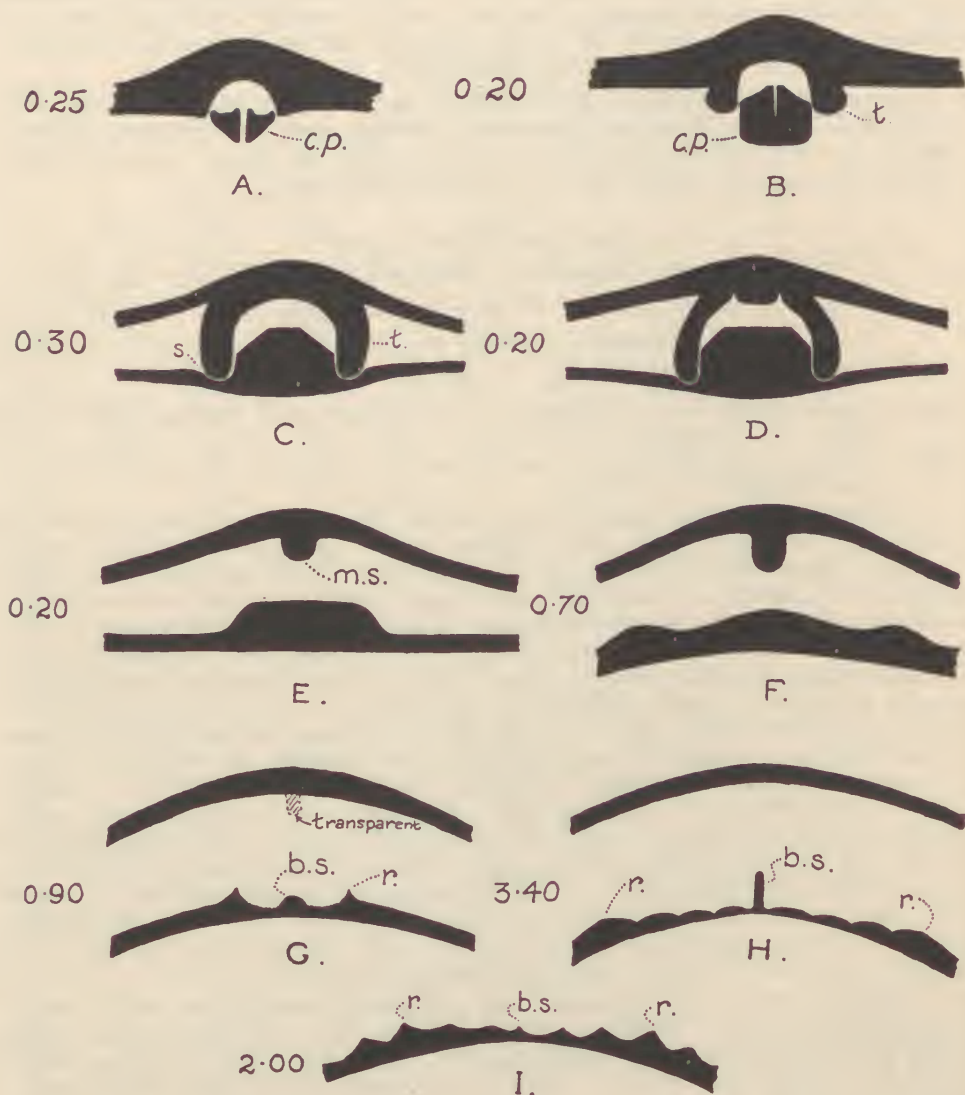 0·25
c.p.
A.
0·20
c.p.
t.
B.
0·30
s
t.
C.
0·20
D.
0·20
m.s.
E.
0·70
F.
0·90
transparent
b.s.
r.
G.
3·40
r.
b.s.
r.
H.
2·00
r.
b.s.
r.
I.